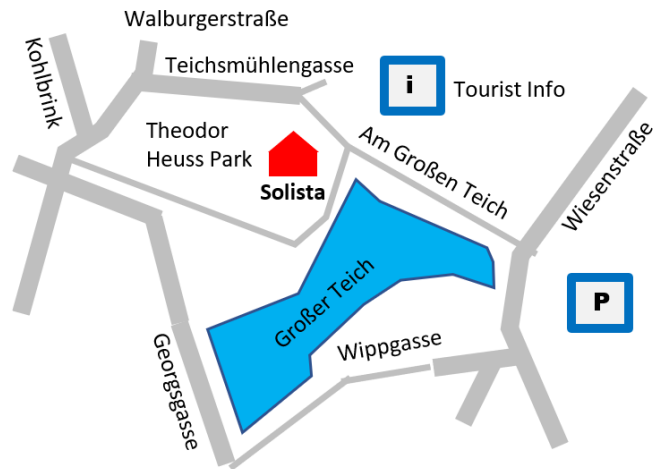 Walburgerstraße
Kohlbrink
Teichsmühlengasse
i
Tourist Info
Theodor
Heuss Park
Solista
Am Großen Teich
Wiesenstraße
Großer Teich
P
Wippgasse
Georgsgasse